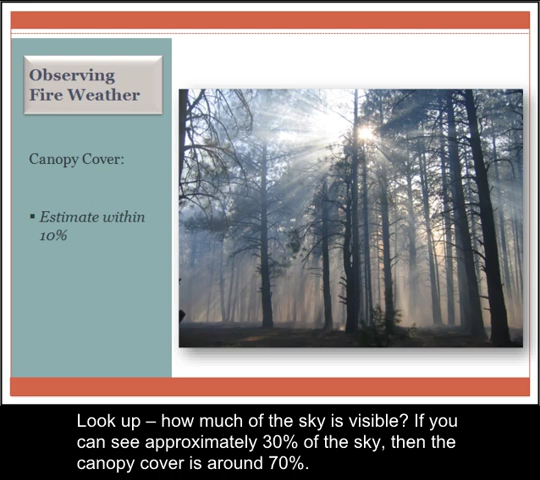 Observing
Fire Weather
Canopy Cover:
▪ Estimate within
10%
Look up – how much of the sky is visible? If you
can see approximately 30% of the sky, then the
canopy cover is around 70%.